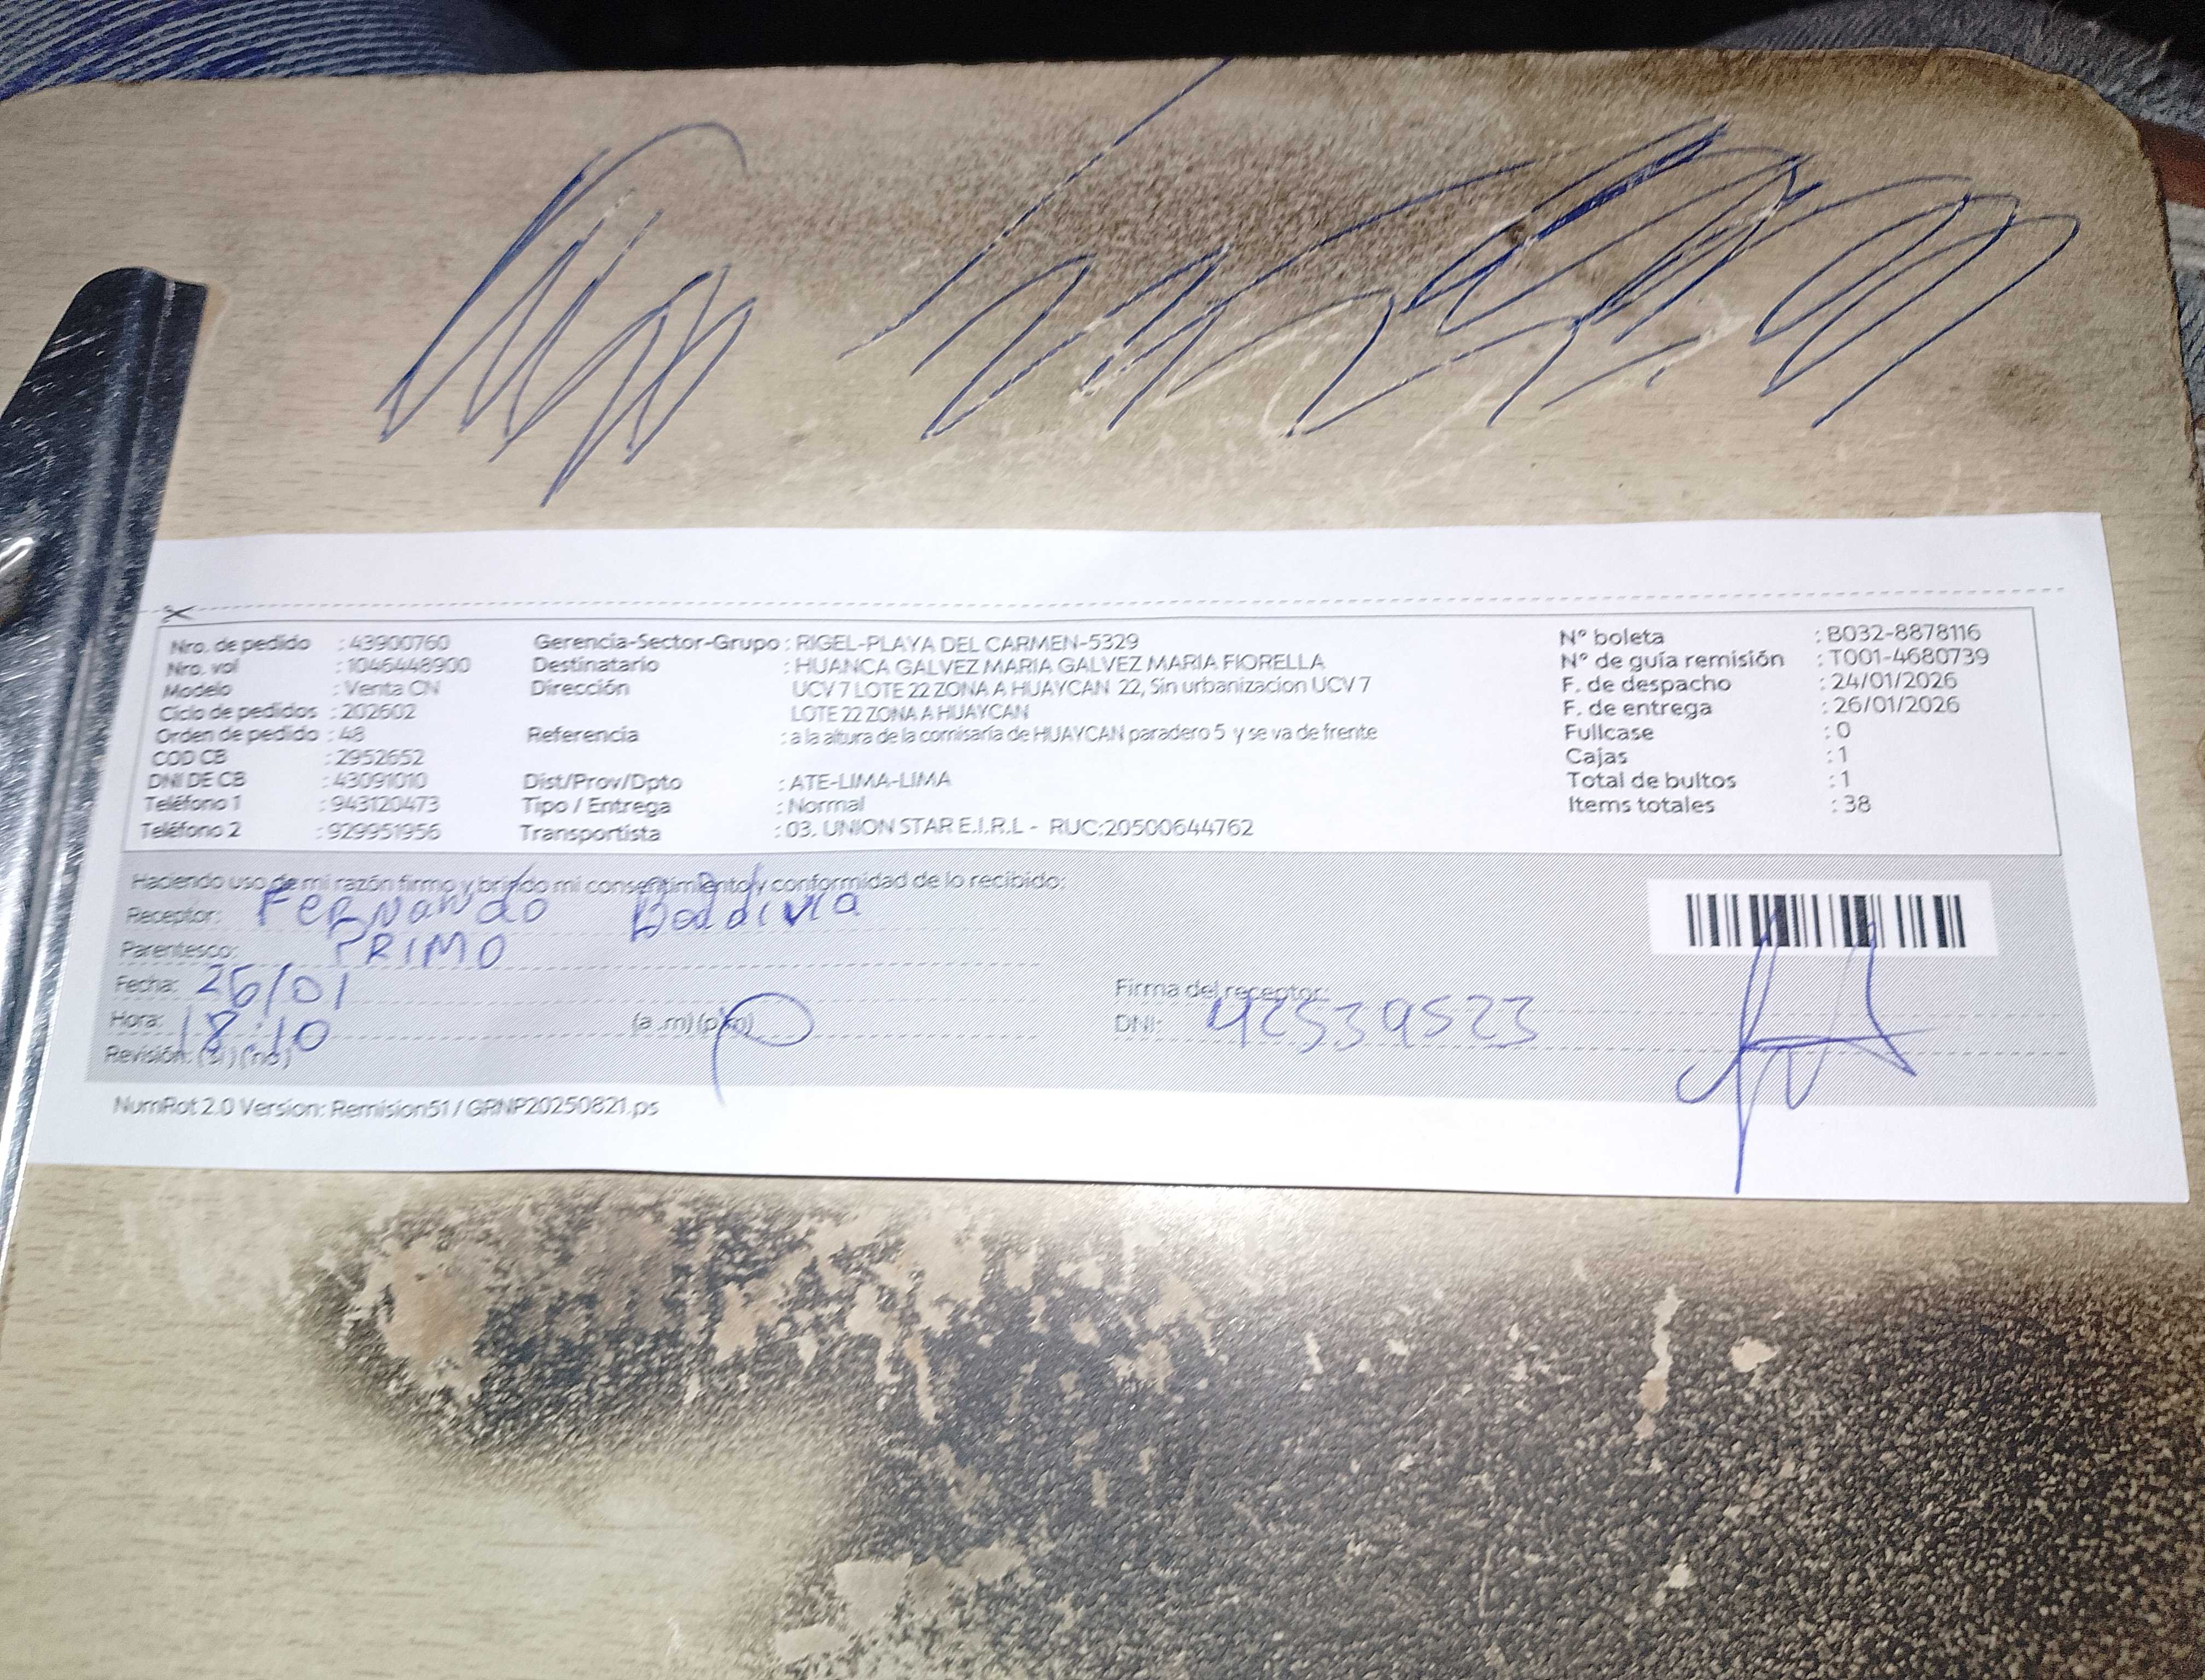 Nro. de pedido : 43900760 Gerencia-Sector-Grupo : RIGEL-PLAYA DEL CARMEN-5329 N° boleta : B032-8878116
Nro. vol : 1046448900 Destinatario : HUANCA GALVEZ MARIA GALVEZ MARIA FIORELLA N° de guía remisión : T001-4680739
Modelo : Venta CN Dirección UCV 7 LOTE 22 ZONA A HUAYCAN 22, Sin urbanizacion UCV 7 F. de despacho : 24/01/2026
Ciclo de pedidos : 202602 LOTE 22 ZONA A HUAYCAN F. de entrega : 26/01/2026
Orden de pedido : 48 Referencia : a la altura de la comisaría de HUAYCAN paradero 5 y se va de frente Fullcase : 0
COD CB : 2952652 Cajas : 1
DNI DE CB : 43091010 Dist/Prov/Dpto : ATE-LIMA-LIMA Total de bultos : 1
Teléfono 1 : 943120473 Tipo / Entrega : Normal Items totales : 38
Teléfono 2 : 929951956 Transportista : 03. UNION STAR E.I.R.L - RUC:20500644762
Haciendo uso de mi razón firmo y brindo mi consentimiento y conformidad de lo recibido:
Receptor: Fernando Baldivia
Parentesco: PRIMO
Fecha: 26/01 Firma del receptor:
Hora: 18:10 (a .m) (p.m) DNI: 42539523
Revisión: (si) (no)
NumRot 2.0 Version: Remision51 / GRNP20250821.ps